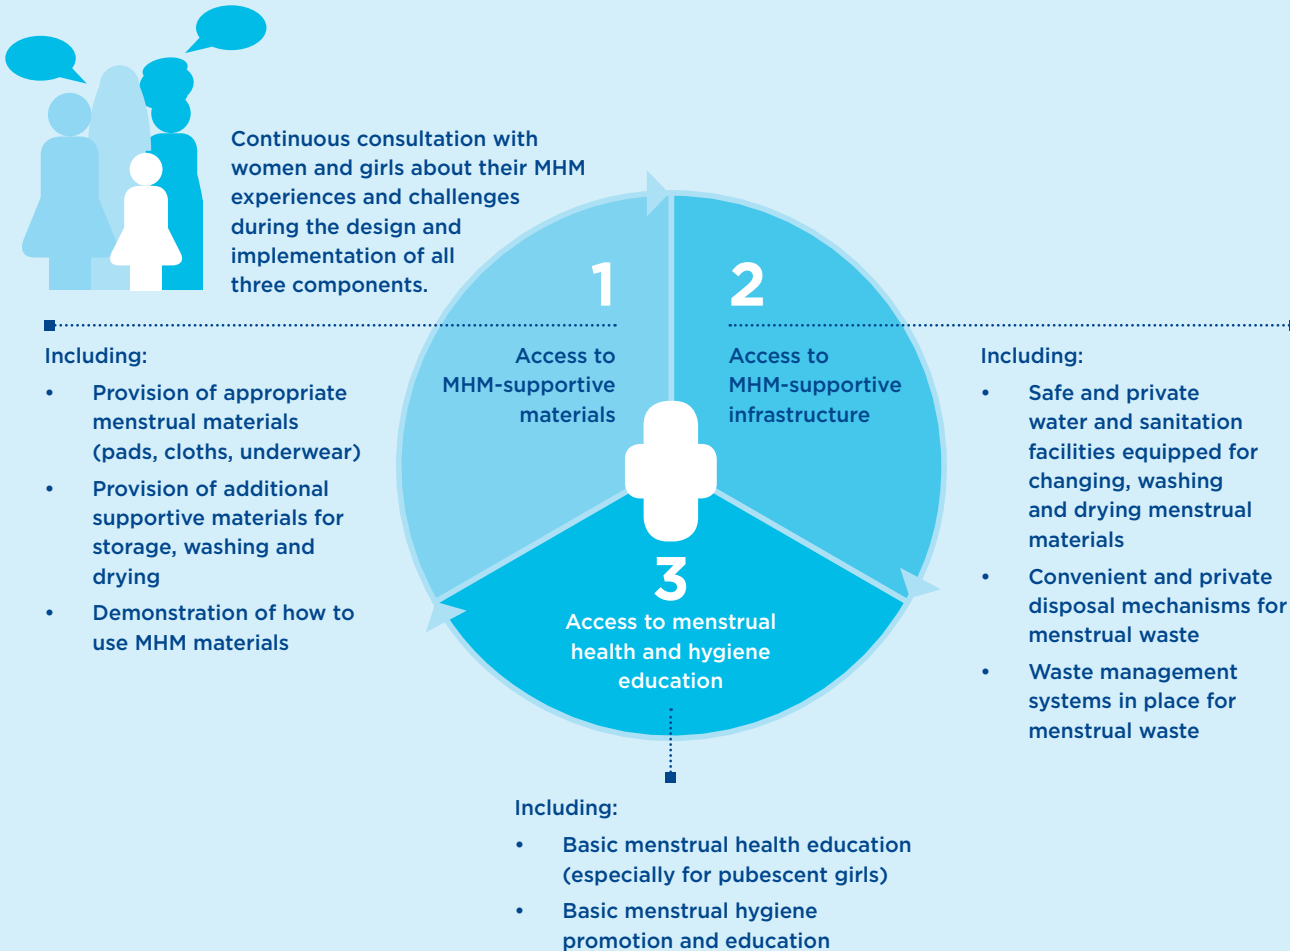 Continuous consultation with
women and girls about their MHM
experiences and challenges
during the design and
implementation of all
three components.
1
Access to
MHM-supportive
materials
Including:
• Provision of appropriate
menstrual materials
(pads, cloths, underwear)
• Provision of additional
supportive materials for
storage, washing and
drying
• Demonstration of how to
use MHM materials
2
Access to
MHM-supportive
infrastructure
Including:
• Safe and private
water and sanitation
facilities equipped for
changing, washing
and drying menstrual
materials
• Convenient and private
disposal mechanisms for
menstrual waste
• Waste management
systems in place for
menstrual waste
3
Access to menstrual
health and hygiene
education
Including:
• Basic menstrual health education
(especially for pubescent girls)
• Basic menstrual hygiene
promotion and education